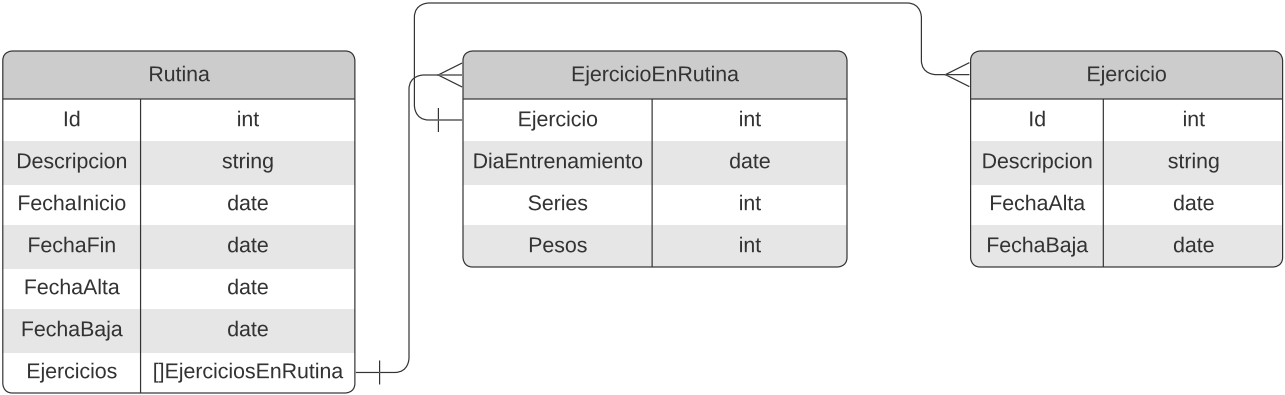 Rutina
Id int
Descripcion string
FechaInicio date
FechaFin date
FechaAlta date
FechaBaja date
Ejercicios []EjerciciosEnRutina
EjercicioEnRutina
Ejercicio int
DiaEntrenamiento date
Series int
Pesos int
Ejercicio
Id int
Descripcion string
FechaAlta date
FechaBaja date